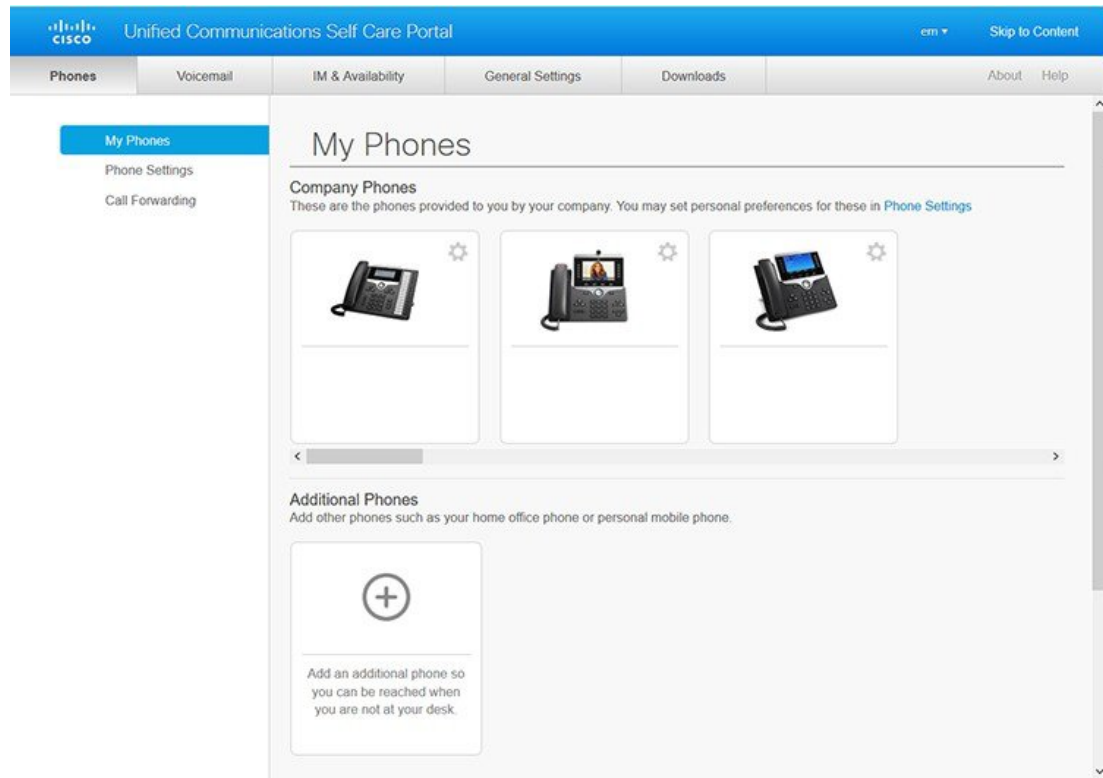 CISCO Unified Communications Self Care Portal em Skip to Content
Phones Voicemail IM & Availability General Settings Downloads About Help
My Phones
Phone Settings
Call Forwarding
My Phones
Company Phones
These are the phones provided to you by your company. You may set personal preferences for these in Phone Settings
Additional Phones
Add other phones such as your home office phone or personal mobile phone.
Add an additional phone so
you can be reached when
you are not at your desk.